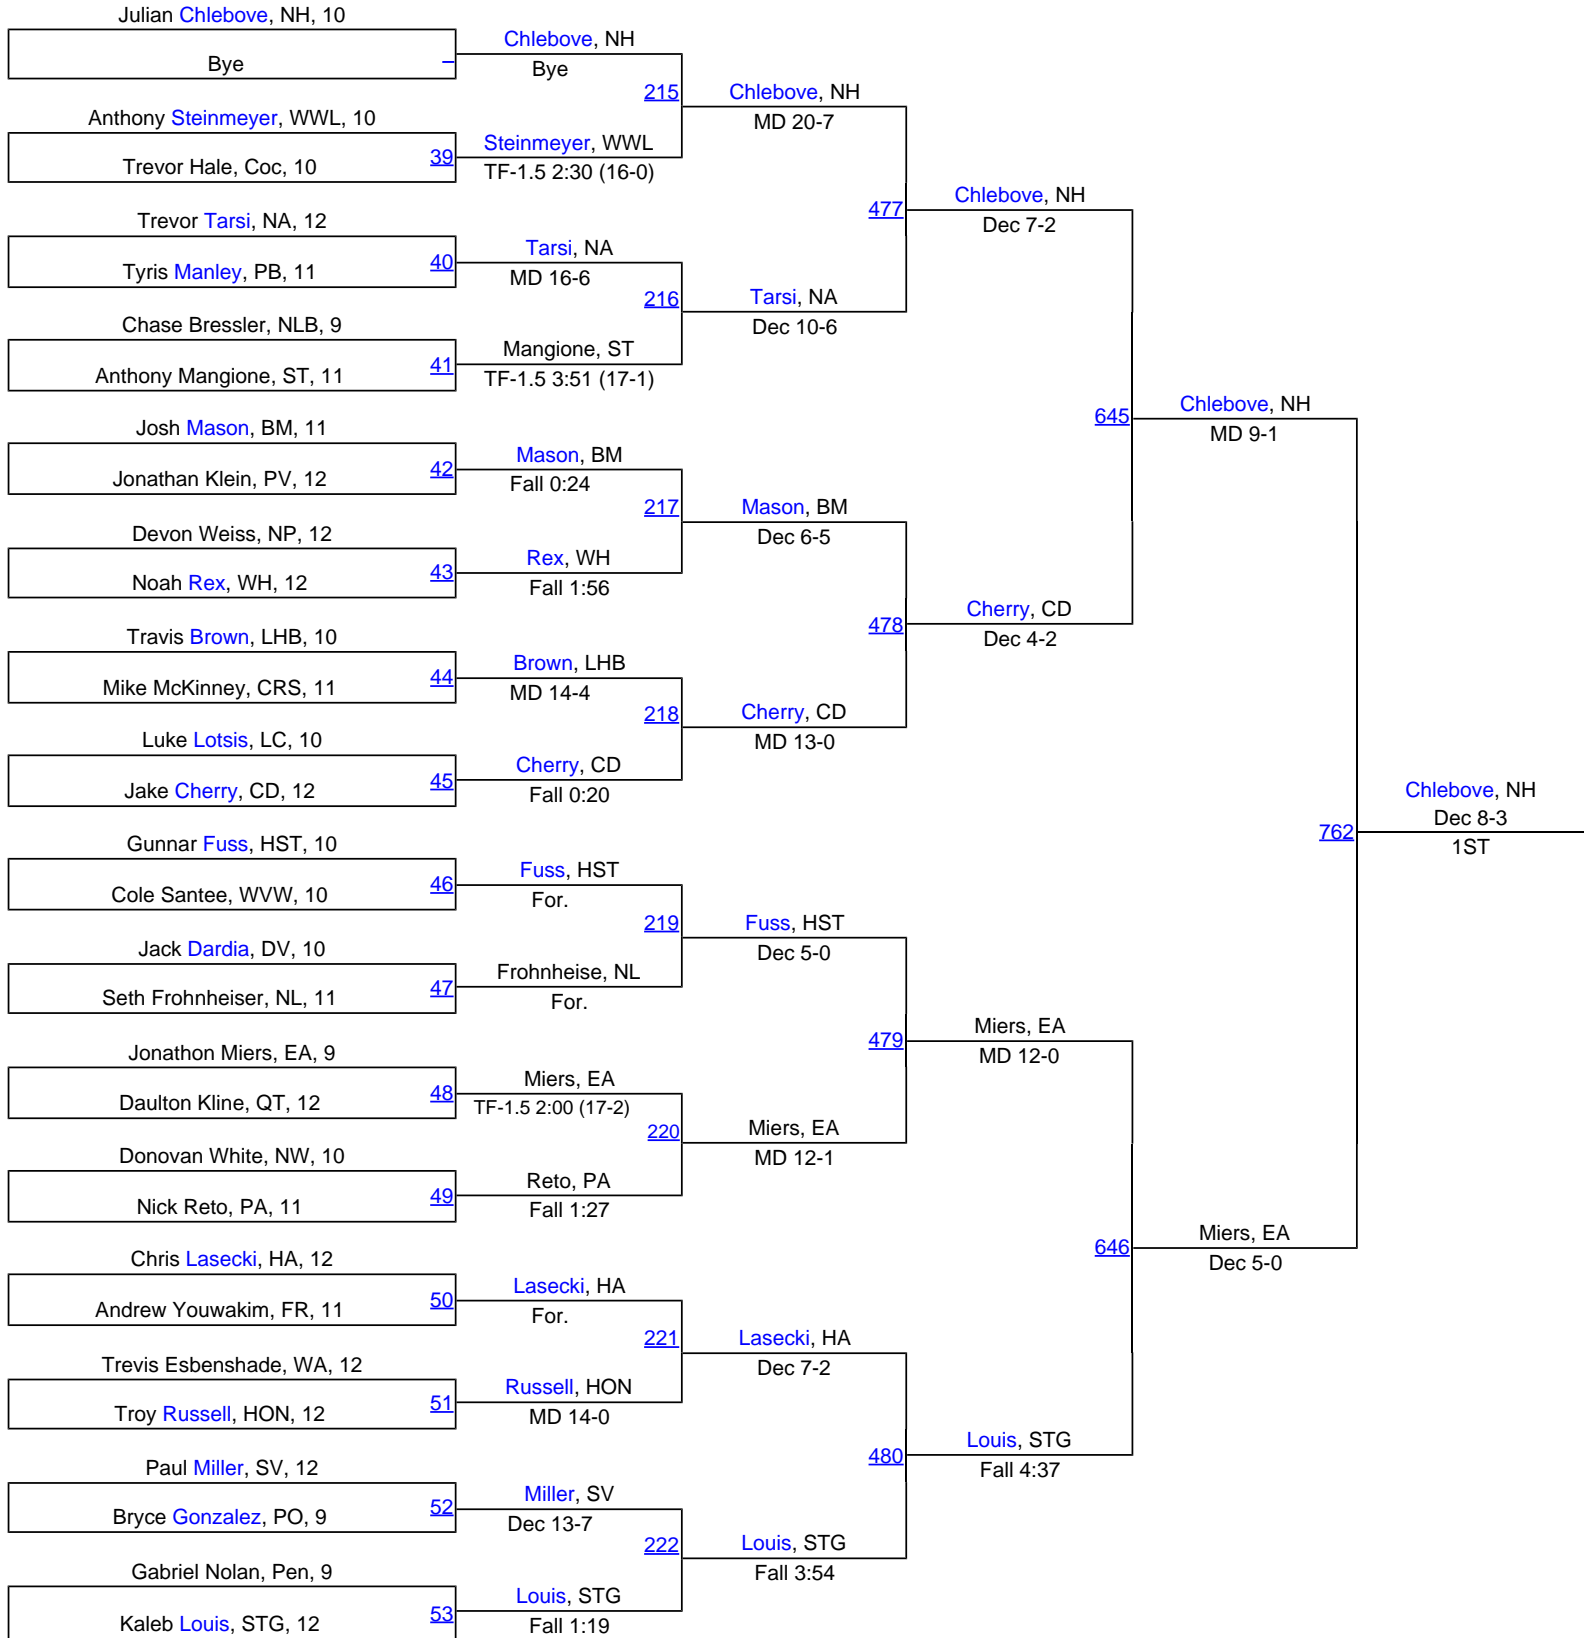 Julian Chlebove, NH, 10
Bye
Chlebove, NH
Bye
215
Chlebove, NH
MD 20-7
Anthony Steinmeyer, WWL, 10
Trevor Hale, Coc, 10
39
Steinmeyer, WWL
TF-1.5 2:30 (16-0)
477
Chlebove, NH
Dec 7-2
Trevor Tarsi, NA, 12
Tyris Manley, PB, 11
40
Tarsi, NA
MD 16-6
216
Tarsi, NA
Dec 10-6
Chase Bressler, NLB, 9
Anthony Mangione, ST, 11
41
Mangione, ST
TF-1.5 3:51 (17-1)
645
Chlebove, NH
MD 9-1
Josh Mason, BM, 11
Jonathan Klein, PV, 12
42
Mason, BM
Fall 0:24
217
Mason, BM
Dec 6-5
Devon Weiss, NP, 12
Noah Rex, WH, 12
43
Rex, WH
Fall 1:56
478
Cherry, CD
Dec 4-2
Travis Brown, LHB, 10
Mike McKinney, CRS, 11
44
Brown, LHB
MD 14-4
218
Cherry, CD
MD 13-0
Luke Lotsis, LC, 10
Jake Cherry, CD, 12
45
Cherry, CD
Fall 0:20
762
Chlebove, NH
Dec 8-3
1ST
Gunnar Fuss, HST, 10
Cole Santee, WVW, 10
46
Fuss, HST
For.
219
Fuss, HST
Dec 5-0
Jack Dardia, DV, 10
Seth Frohnheiser, NL, 11
47
Frohnheise, NL
For.
479
Miers, EA
MD 12-0
Jonathon Miers, EA, 9
Daulton Kline, QT, 12
48
Miers, EA
TF-1.5 2:00 (17-2)
220
Miers, EA
MD 12-1
Donovan White, NW, 10
Nick Reto, PA, 11
49
Reto, PA
Fall 1:27
646
Miers, EA
Dec 5-0
Chris Lasecki, HA, 12
Andrew Youwakim, FR, 11
50
Lasecki, HA
For.
221
Lasecki, HA
Dec 7-2
Trevis Esbenshade, WA, 12
Troy Russell, HON, 12
51
Russell, HON
MD 14-0
480
Louis, STG
Fall 4:37
Paul Miller, SV, 12
Bryce Gonzalez, PO, 9
52
Miller, SV
Dec 13-7
222
Louis, STG
Fall 3:54
Gabriel Nolan, Pen, 9
Kaleb Louis, STG, 12
53
Louis, STG
Fall 1:19